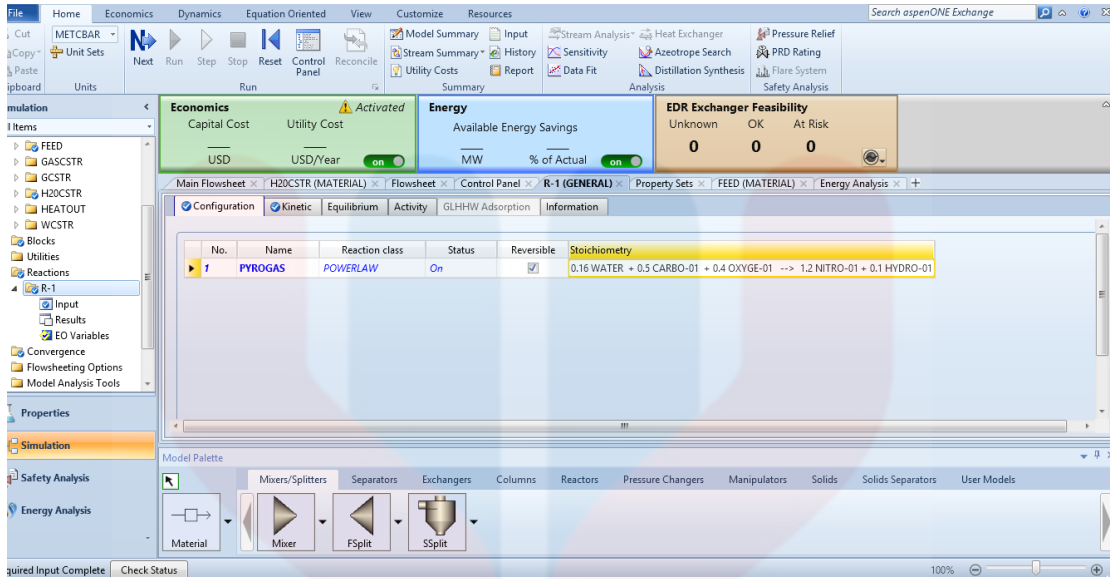 File Home Economics Dynamics Equation Oriented View Customize Resources Search aspenONE Exchange
Cut METCBAR Model Summary Input Stream Analysis Heat Exchanger Pressure Relief
Copy Unit Sets Next Run Step Stop Reset Control Panel Reconcile Stream Summary History Sensitivity Azeotrope Search PRD Rating
Paste Utility Costs Report Data Fit Distillation Synthesis Flare System
ipboard Units Run Summary Analysis Safety Analysis
mulation < Economics Activated Energy EDR Exchanger Feasibility
l Items Capital Cost Utility Cost Available Energy Savings Unknown OK At Risk
FEED 0 0 0
GASCSTR USD USD/Year on MW % of Actual on
GCSTR Main Flowsheet H20CSTR (MATERIAL) Flowsheet Control Panel R-1 (GENERAL) Property Sets FEED (MATERIAL) Energy Analysis +
H20CSTR
HEATOUT Configuration Kinetic Equilibrium Activity GLHHW Adsorption Information
WCSTR
Blocks No. Name Reaction class Status Reversible Stoichiometry
Utilities 1 PYROGAS POWERLAW On 0.16 WATER + 0.5 CARBO-01 + 0.4 OXYGE-01 --> 1.2 NITRO-01 + 0.1 HYDRO-01
Reactions
R-1
Input
Results
EO Variables
Convergence
Flowsheeting Options
Model Analysis Tools
Properties
Simulation
Model Palette
Safety Analysis Mixers/Splitters Separators Exchangers Columns Reactors Pressure Changers Manipulators Solids Solids Separators User Models
Energy Analysis
Material Mixer FSplit SSplit
quired Input Complete Check Status 100%